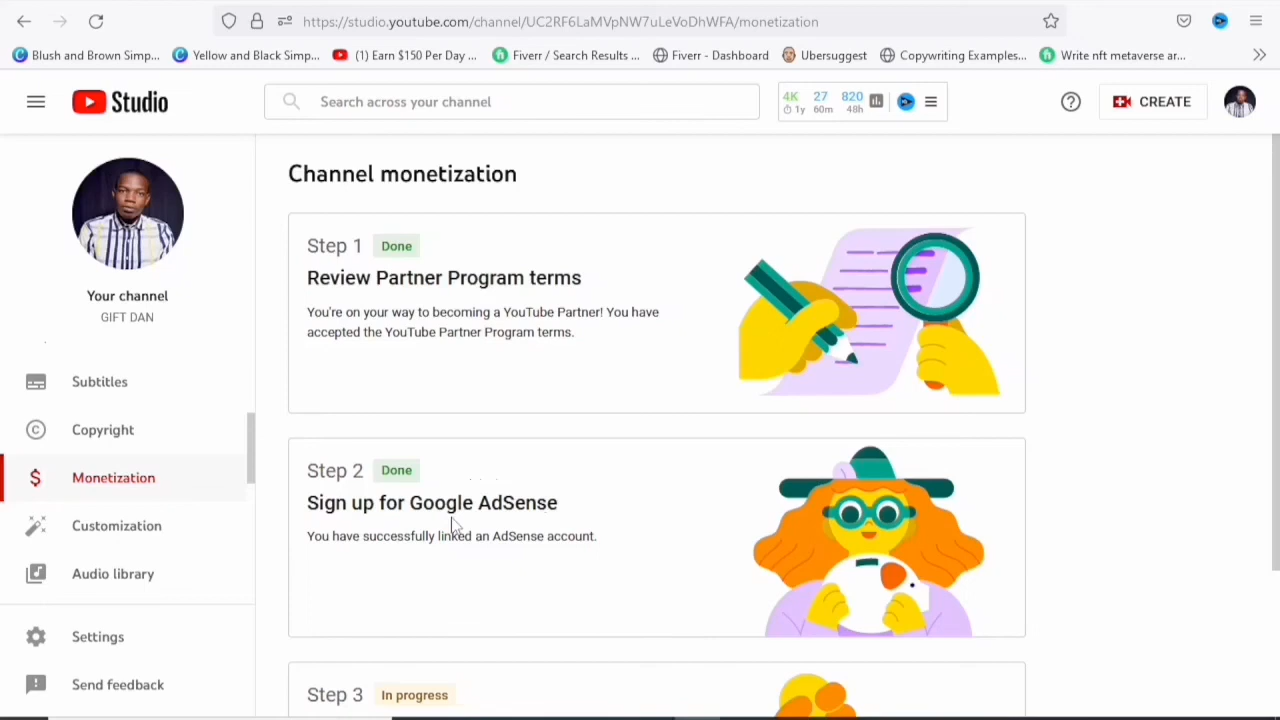 https://studio.youtube.com/channel/UC2RF6LaMVpNW7uLeVoDhWFA/monetization
Blush and Brown Simp...
Yellow and Black Simp...
(1) Earn $150 Per Day ...
Fiverr / Search Results ...
Fiverr - Dashboard
Ubersuggest
Copywriting Examples...
Write nft metaverse ar...
Studio
Search across your channel
4K 27 820
1y 60m 48h
CREATE
Your channel
GIFT DAN
Subtitles
Copyright
Monetization
Customization
Audio library
Settings
Send feedback
Channel monetization
Step 1 Done
Review Partner Program terms
You're on your way to becoming a YouTube Partner! You have
accepted the YouTube Partner Program terms.
Step 2 Done
Sign up for Google AdSense
You have successfully linked an AdSense account.
Step 3 In progress